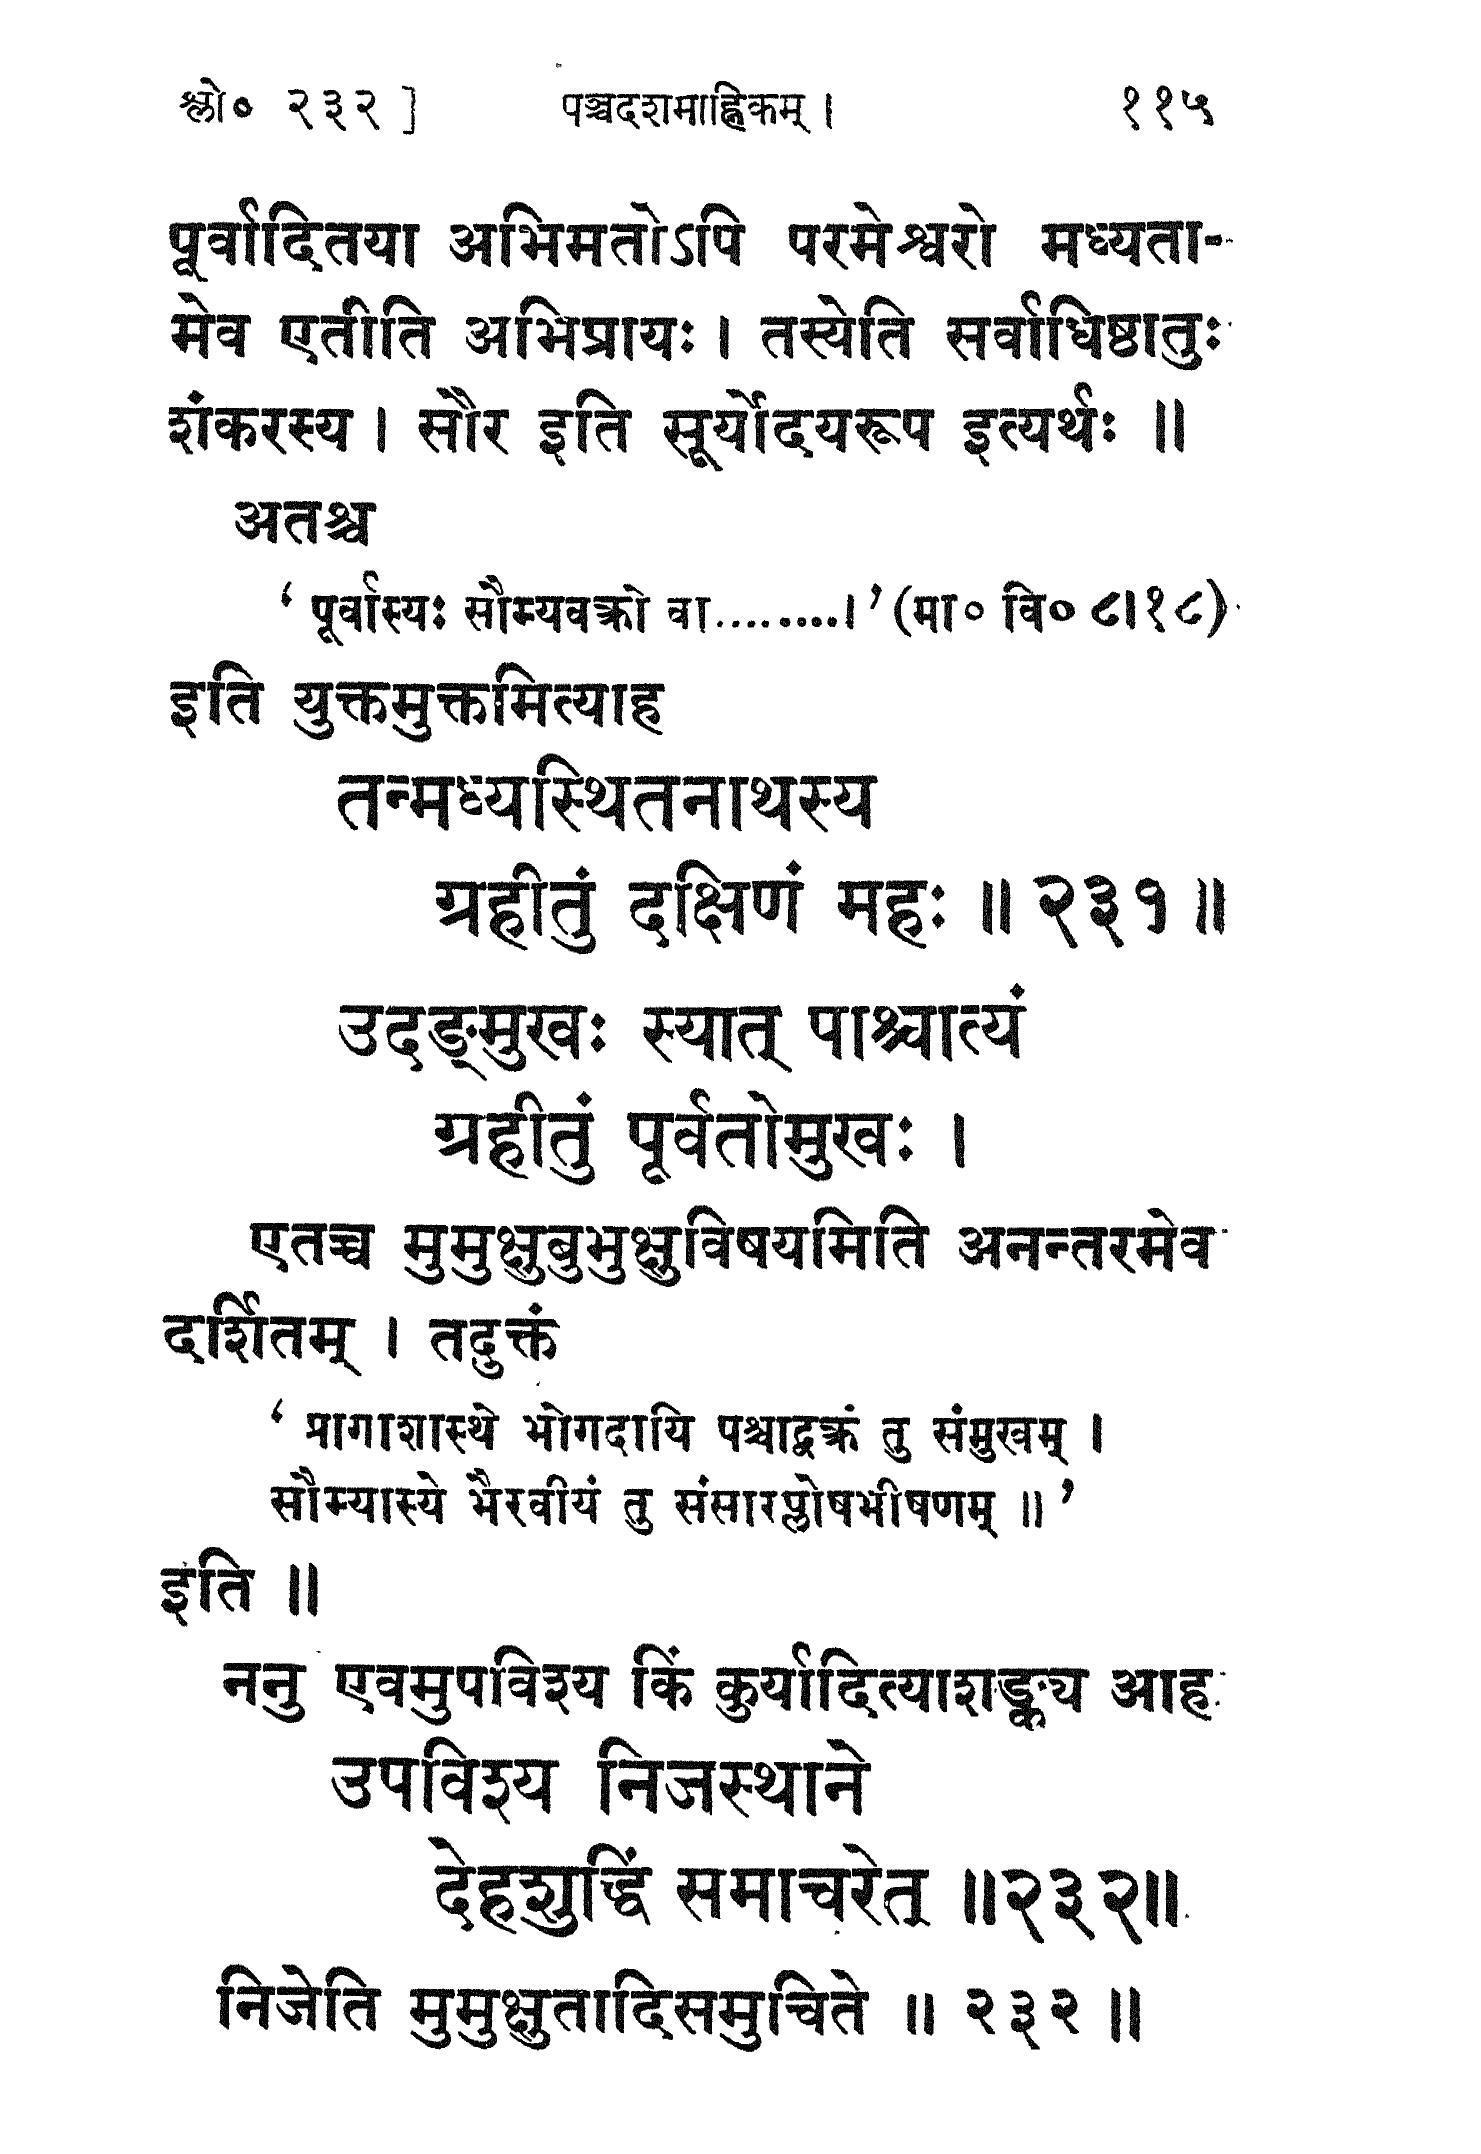 श्लो० २३२ ] पञ्चदशमाह्निकम् । ११५
पूर्वादितया अभिमतोऽपि परमेश्वरो मध्यता-
मेव एतीति अभिप्रायः । तस्येति सर्वाधिष्ठातुः
शंकरस्य । सौर इति सूर्योदयरूप इत्यर्थः ॥
अतश्च
‘ पूर्वास्यः सौम्यवक्त्रो वा.........।’ (मा० वि० ८।१८)
इति युक्तमुक्तमित्याह
तन्मध्यस्थितनाथस्य
ग्रहीतुं दक्षिणं महः ॥ २३१ ॥
उदङ्मुखः स्यात् पाश्चात्यं
ग्रहीतुं पूर्वतोमुखः ।
एतच्च मुमुक्षुबुभुक्षुविषयमिति अनन्तरमेव
दर्शितम् । तदुक्तं
‘ प्रागाशास्थे भोगदायि पश्चाद्वक्त्रं तु संमुखम् ।
सौम्यास्ये भैरवीयं तु संसारप्लोषभीषणम् ॥ ’
इति ॥
ननु एवमुपविश्य किं कुर्यादित्याशङ्क्य आह
उपविश्य निजस्थाने
देहशुद्धिं समाचरेत् ॥२३२॥
निजेति मुमुक्षुतादिसमुचिते ॥ २३२ ॥